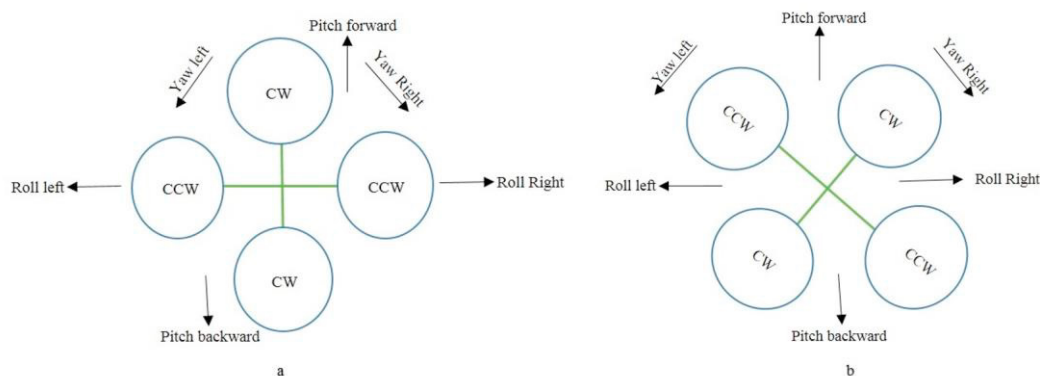 Pitch forward
Yaw left
Yaw Right
CW
CCW
CCW
Roll left
Roll Right
CW
Pitch backward
a
Pitch forward
Yaw left
Yaw Right
CCW
CW
Roll left
Roll Right
CW
CCW
Pitch backward
b